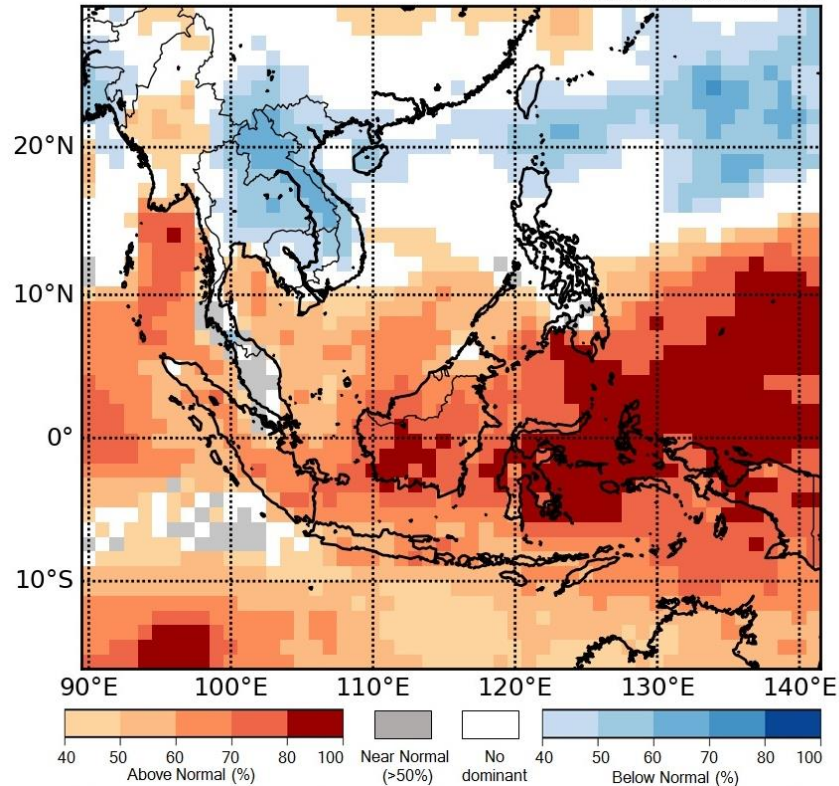 20°N
10°N
0°
10°S
90°E 100°E 110°E 120°E 130°E 140°E
40 50 60 70 80 100
Above Normal (%)
Near Normal
(>50%)
No
dominant
40 50 60 70 80 100
Below Normal (%)